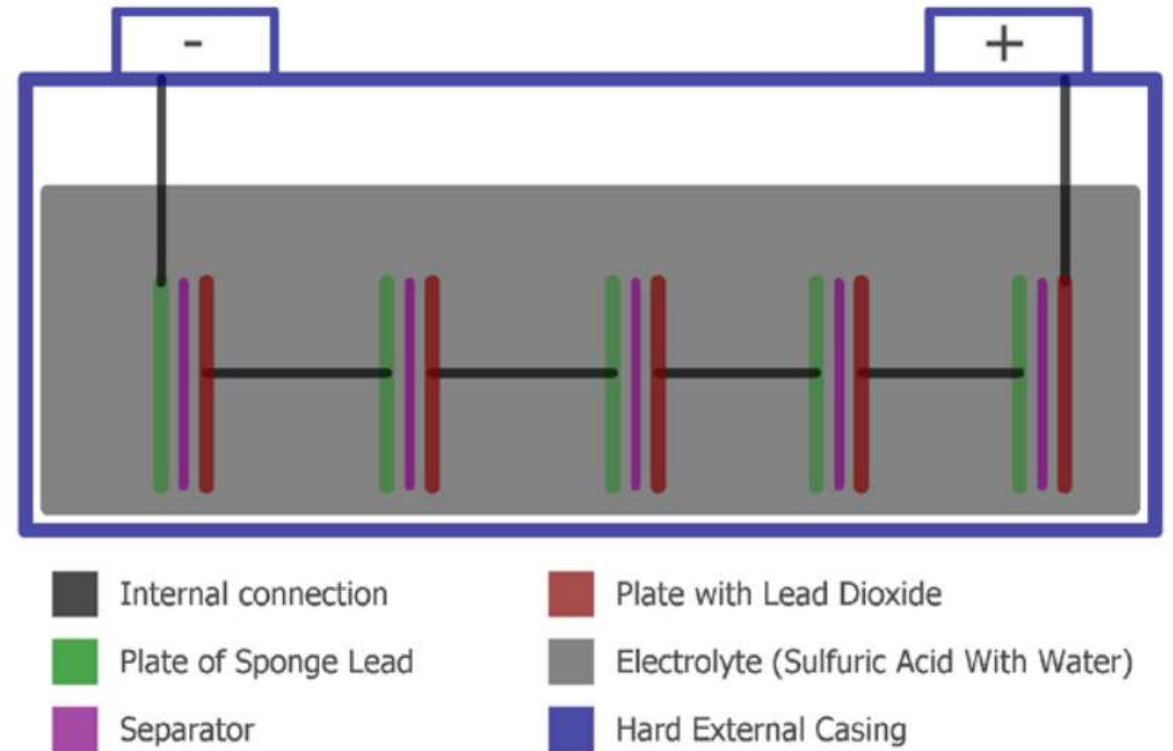 -
+
Internal connection
Plate with Lead Dioxide
Plate of Sponge Lead
Electrolyte (Sulfuric Acid With Water)
Separator
Hard External Casing